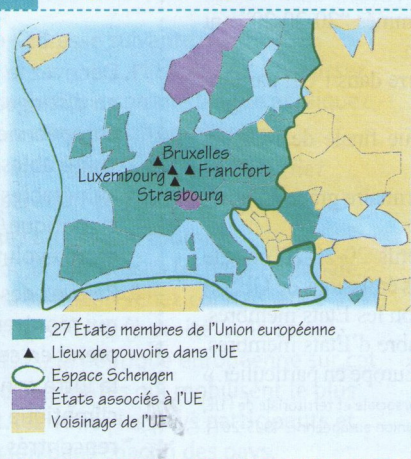 Bruxelles
Luxembourg
Francfort
Strasbourg
27 États membres de l'Union européenne
Lieux de pouvoirs dans l'UE
Espace Schengen
États associés à l'UE
Voisinage de l'UE